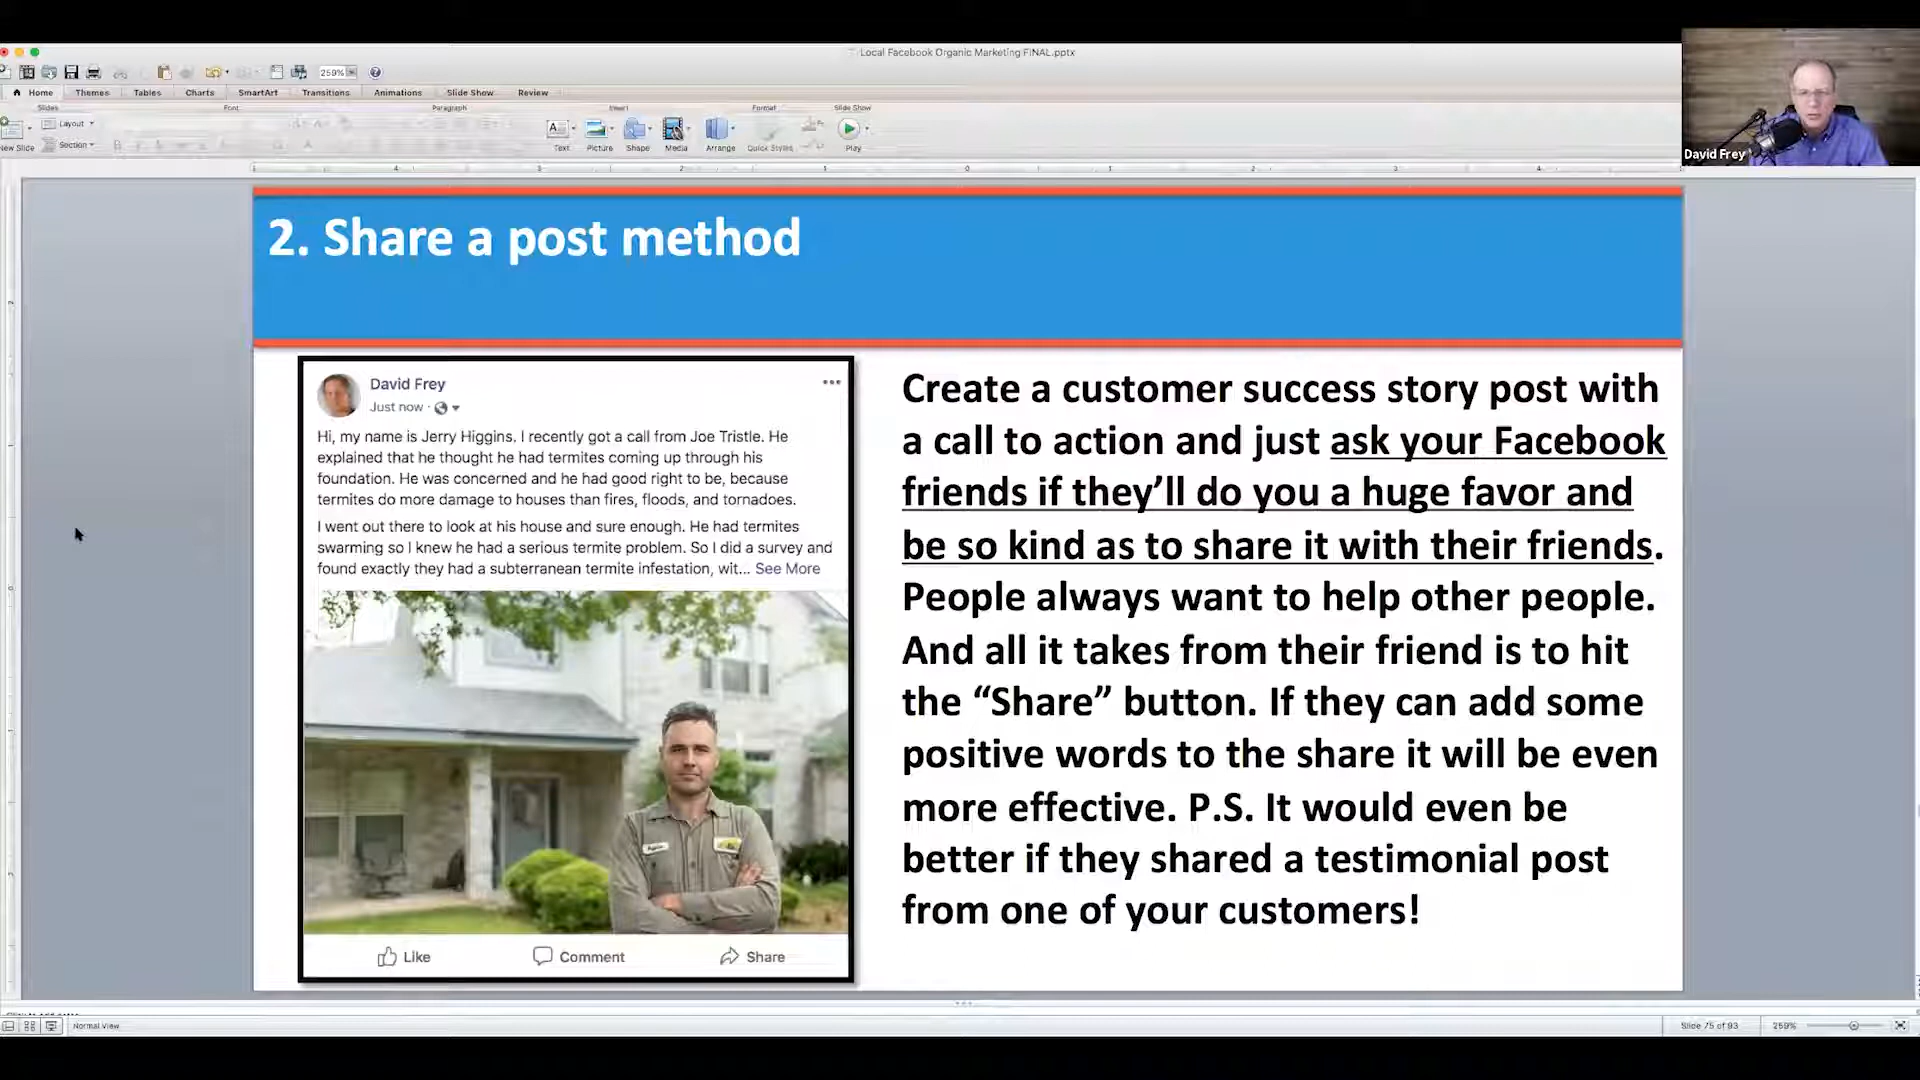 Local Facebook Organic Marketing FINAL.pptx
259%
Home Themes Tables Charts SmartArt Transitions Animations Slide Show Review
Slides Font Paragraph Insert Format Slide Show
Layout
Section
Text Picture Shape Media Arrange Quick Styles Play
David Frey
2. Share a post method
David Frey
Just now
Hi, my name is Jerry Higgins. I recently got a call from Joe Tristle. He
explained that he thought he had termites coming up through his
foundation. He was concerned and he had good right to be, because
termites do more damage to houses than fires, floods, and tornadoes.
I went out there to look at his house and sure enough. He had termites
swarming so I knew he had a serious termite problem. So I did a survey and
found exactly they had a subterranean termite infestation, wit... See More
Like Comment Share
Create a customer success story post with
a call to action and just ask your Facebook
friends if they’ll do you a huge favor and
be so kind as to share it with their friends.
People always want to help other people.
And all it takes from their friend is to hit
the “Share” button. If they can add some
positive words to the share it will be even
more effective. P.S. It would even be
better if they shared a testimonial post
from one of your customers!
Normal View
Slide 75 of 93
259%